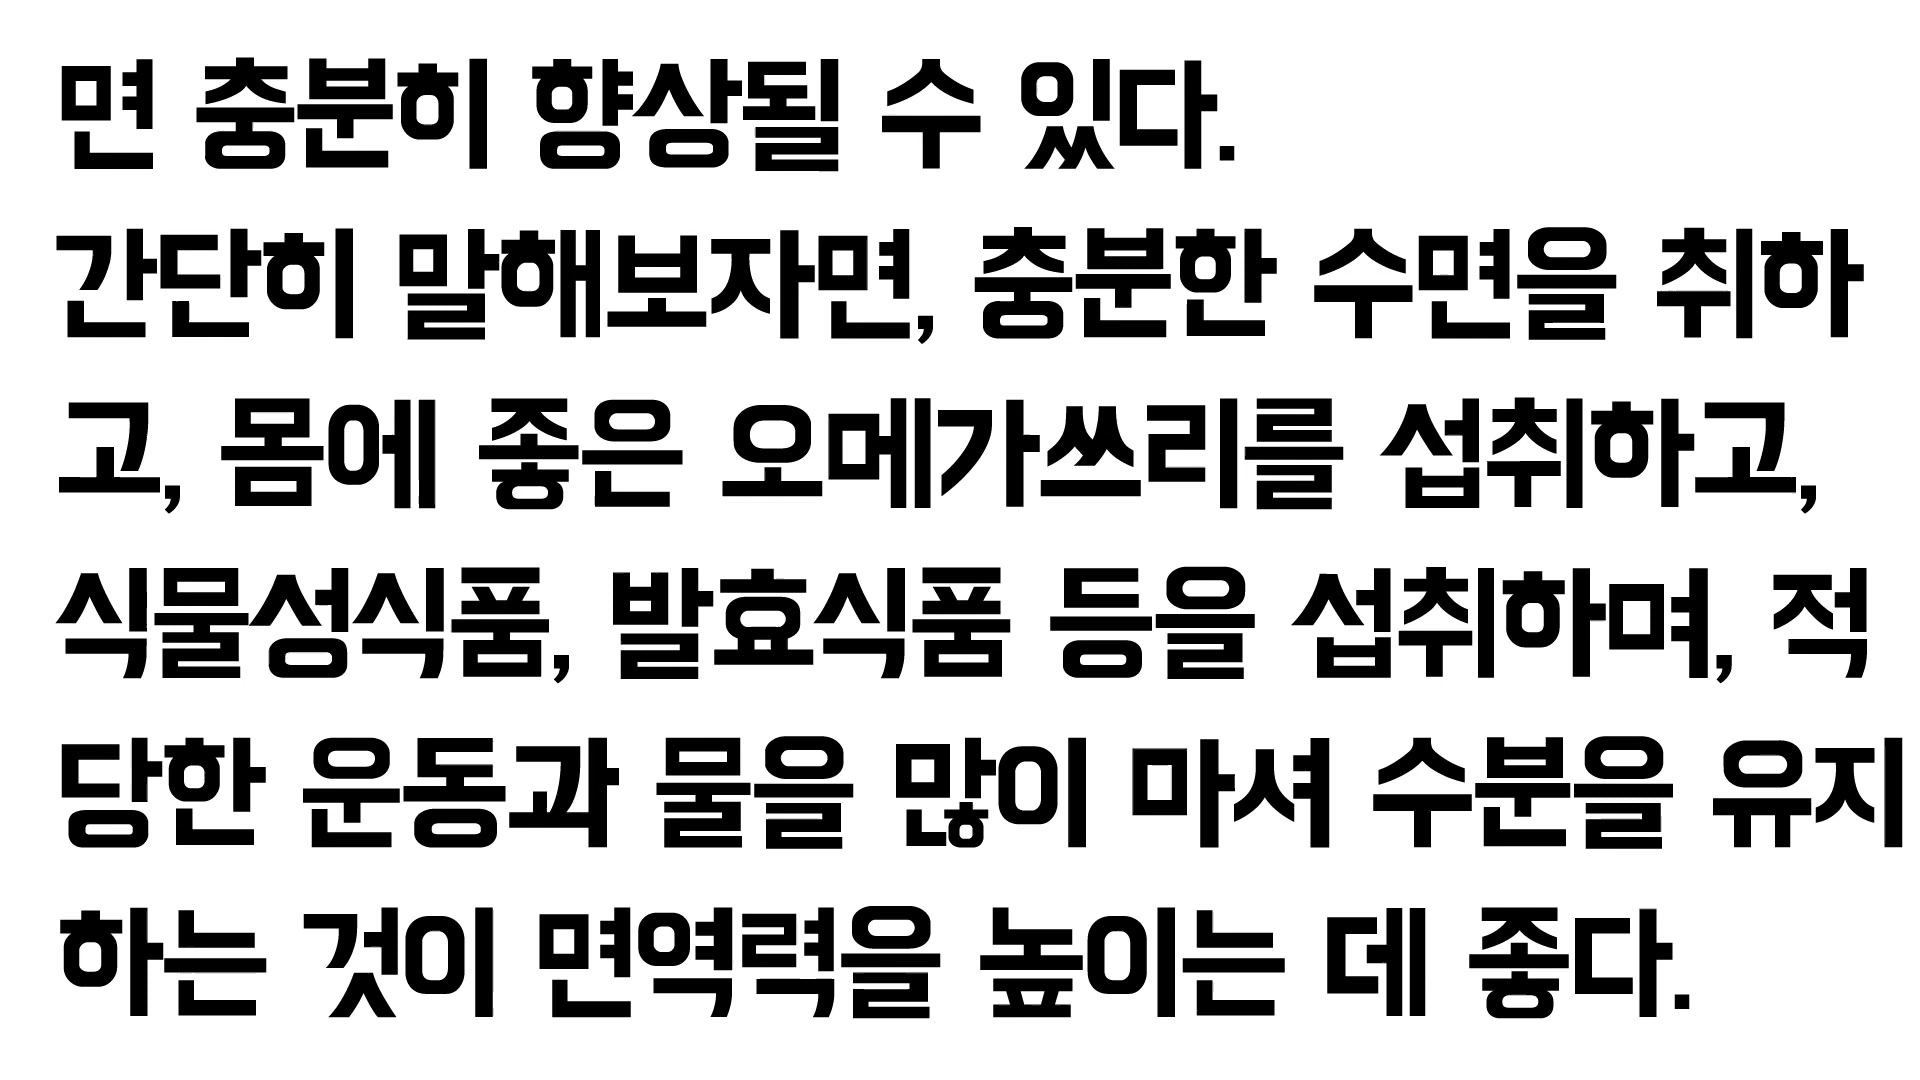 면 충분히 향상될 수 있다.
간단히 말해보자면, 충분한 수면을 취하
고, 몸에 좋은 오메가쓰리를 섭취하고,
식물성식품, 발효식품 등을 섭취하며, 적
당한 운동과 물을 많이 마셔 수분을 유지
하는 것이 면역력을 높이는 데 좋다.